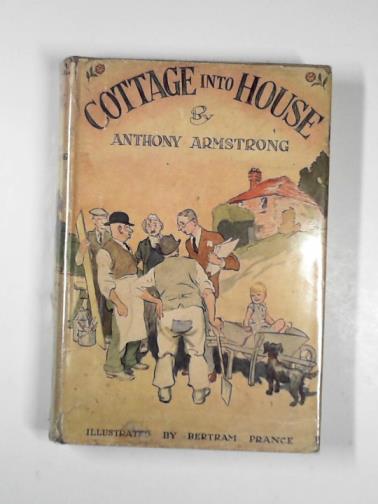 COTTAGE INTO HOUSE
By
ANTHONY ARMSTRONG
ILLUSTRATED BY BERTRAM PRANCE